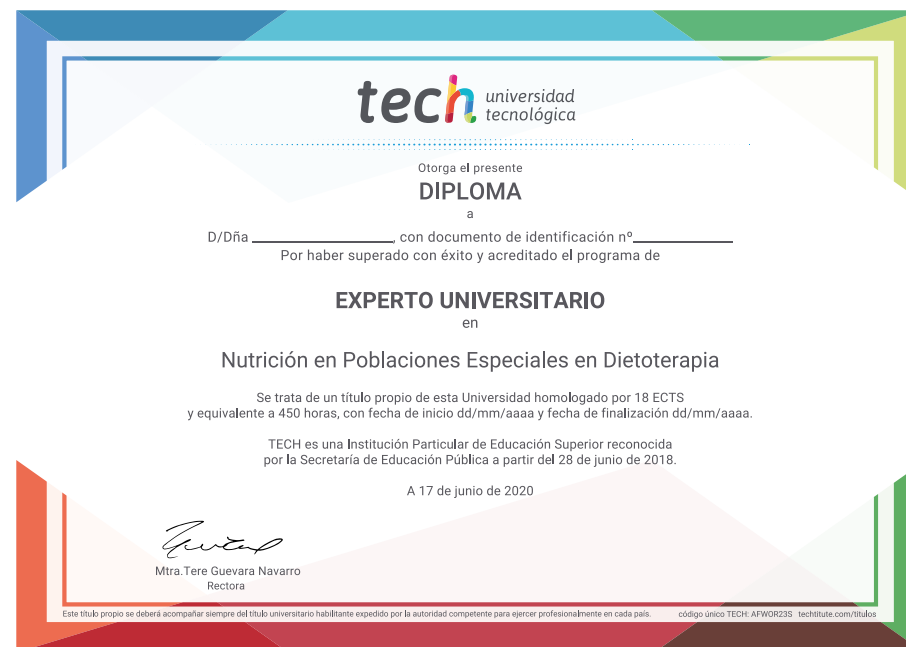 tech universidad
tecnológica
Otorga el presente
DIPLOMA
a
D/Dña ____________________, con documento de identificación nº______________
Por haber superado con éxito y acreditado el programa de
EXPERTO UNIVERSITARIO
en
Nutrición en Poblaciones Especiales en Dietoterapia
Se trata de un título propio de esta Universidad homologado por 18 ECTS
y equivalente a 450 horas, con fecha de inicio dd/mm/aaaa y fecha de finalización dd/mm/aaaa.
TECH es una Institución Particular de Educación Superior reconocida
por la Secretaría de Educación Pública a partir del 28 de junio de 2018.
A 17 de junio de 2020
Mtra.Tere Guevara Navarro
Rectora
Este título propio se deberá acompañar siempre del título universitario habilitante expedido por la autoridad competente para ejercer profesionalmente en cada país. código único TECH: AFWOR23S techtitute.com/titulos